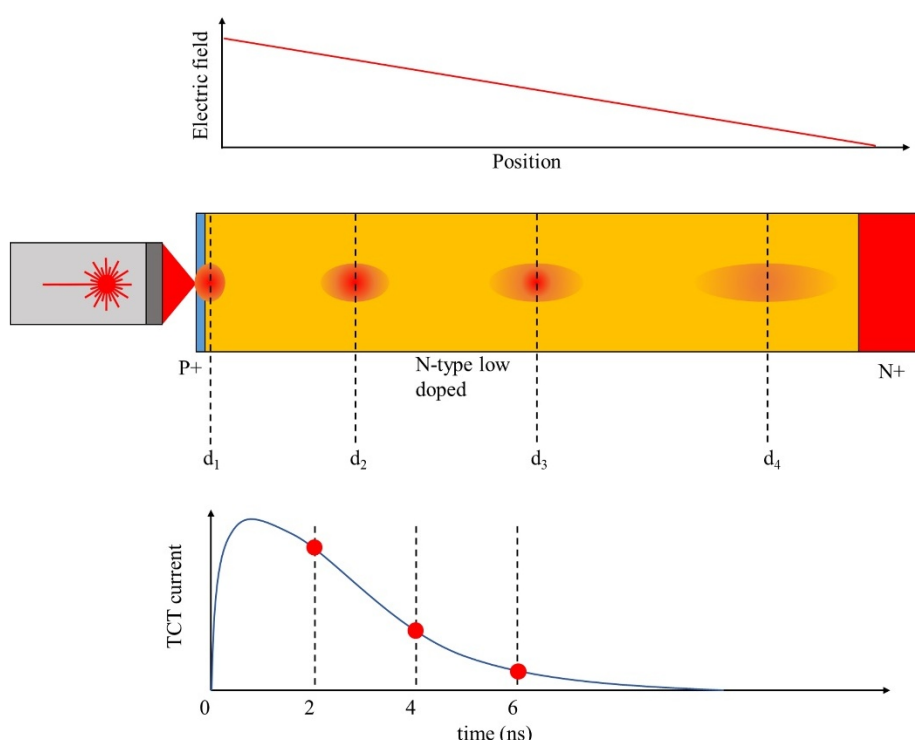 Electric field
Position
P+
N-type low
doped
N+
d₁
d₂
d₃
d₄
TCT current
0
2
4
6
time (ns)